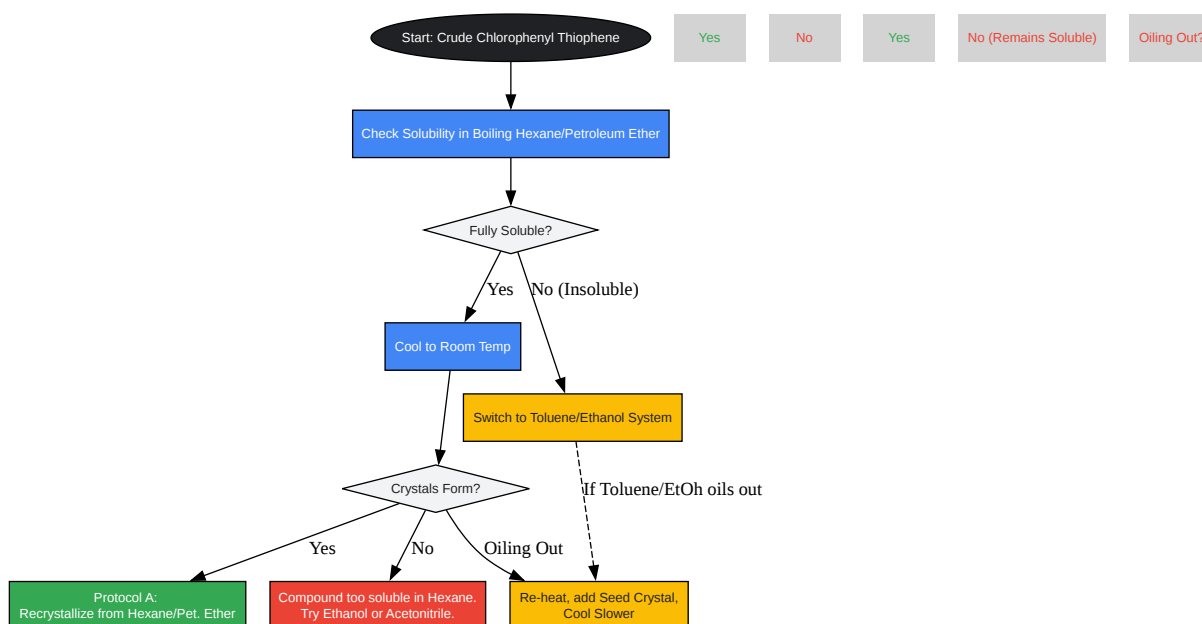 Start: Crude Chlorophenyl Thiophene
Yes
No
Yes
No (Remains Soluble)
Oiling Out?
Check Solubility in Boiling Hexane/Petroleum Ether
Fully Soluble?
Yes
No (Insoluble)
Cool to Room Temp
Switch to Toluene/Ethanol System
Crystals Form?
If Toluene/EtOh oils out
Yes
No
Oiling Out
Protocol A:
Recrystallize from Hexane/Pet. Ether
Compound too soluble in Hexane.
Try Ethanol or Acetonitrile.
Re-heat, add Seed Crystal,
Cool Slower